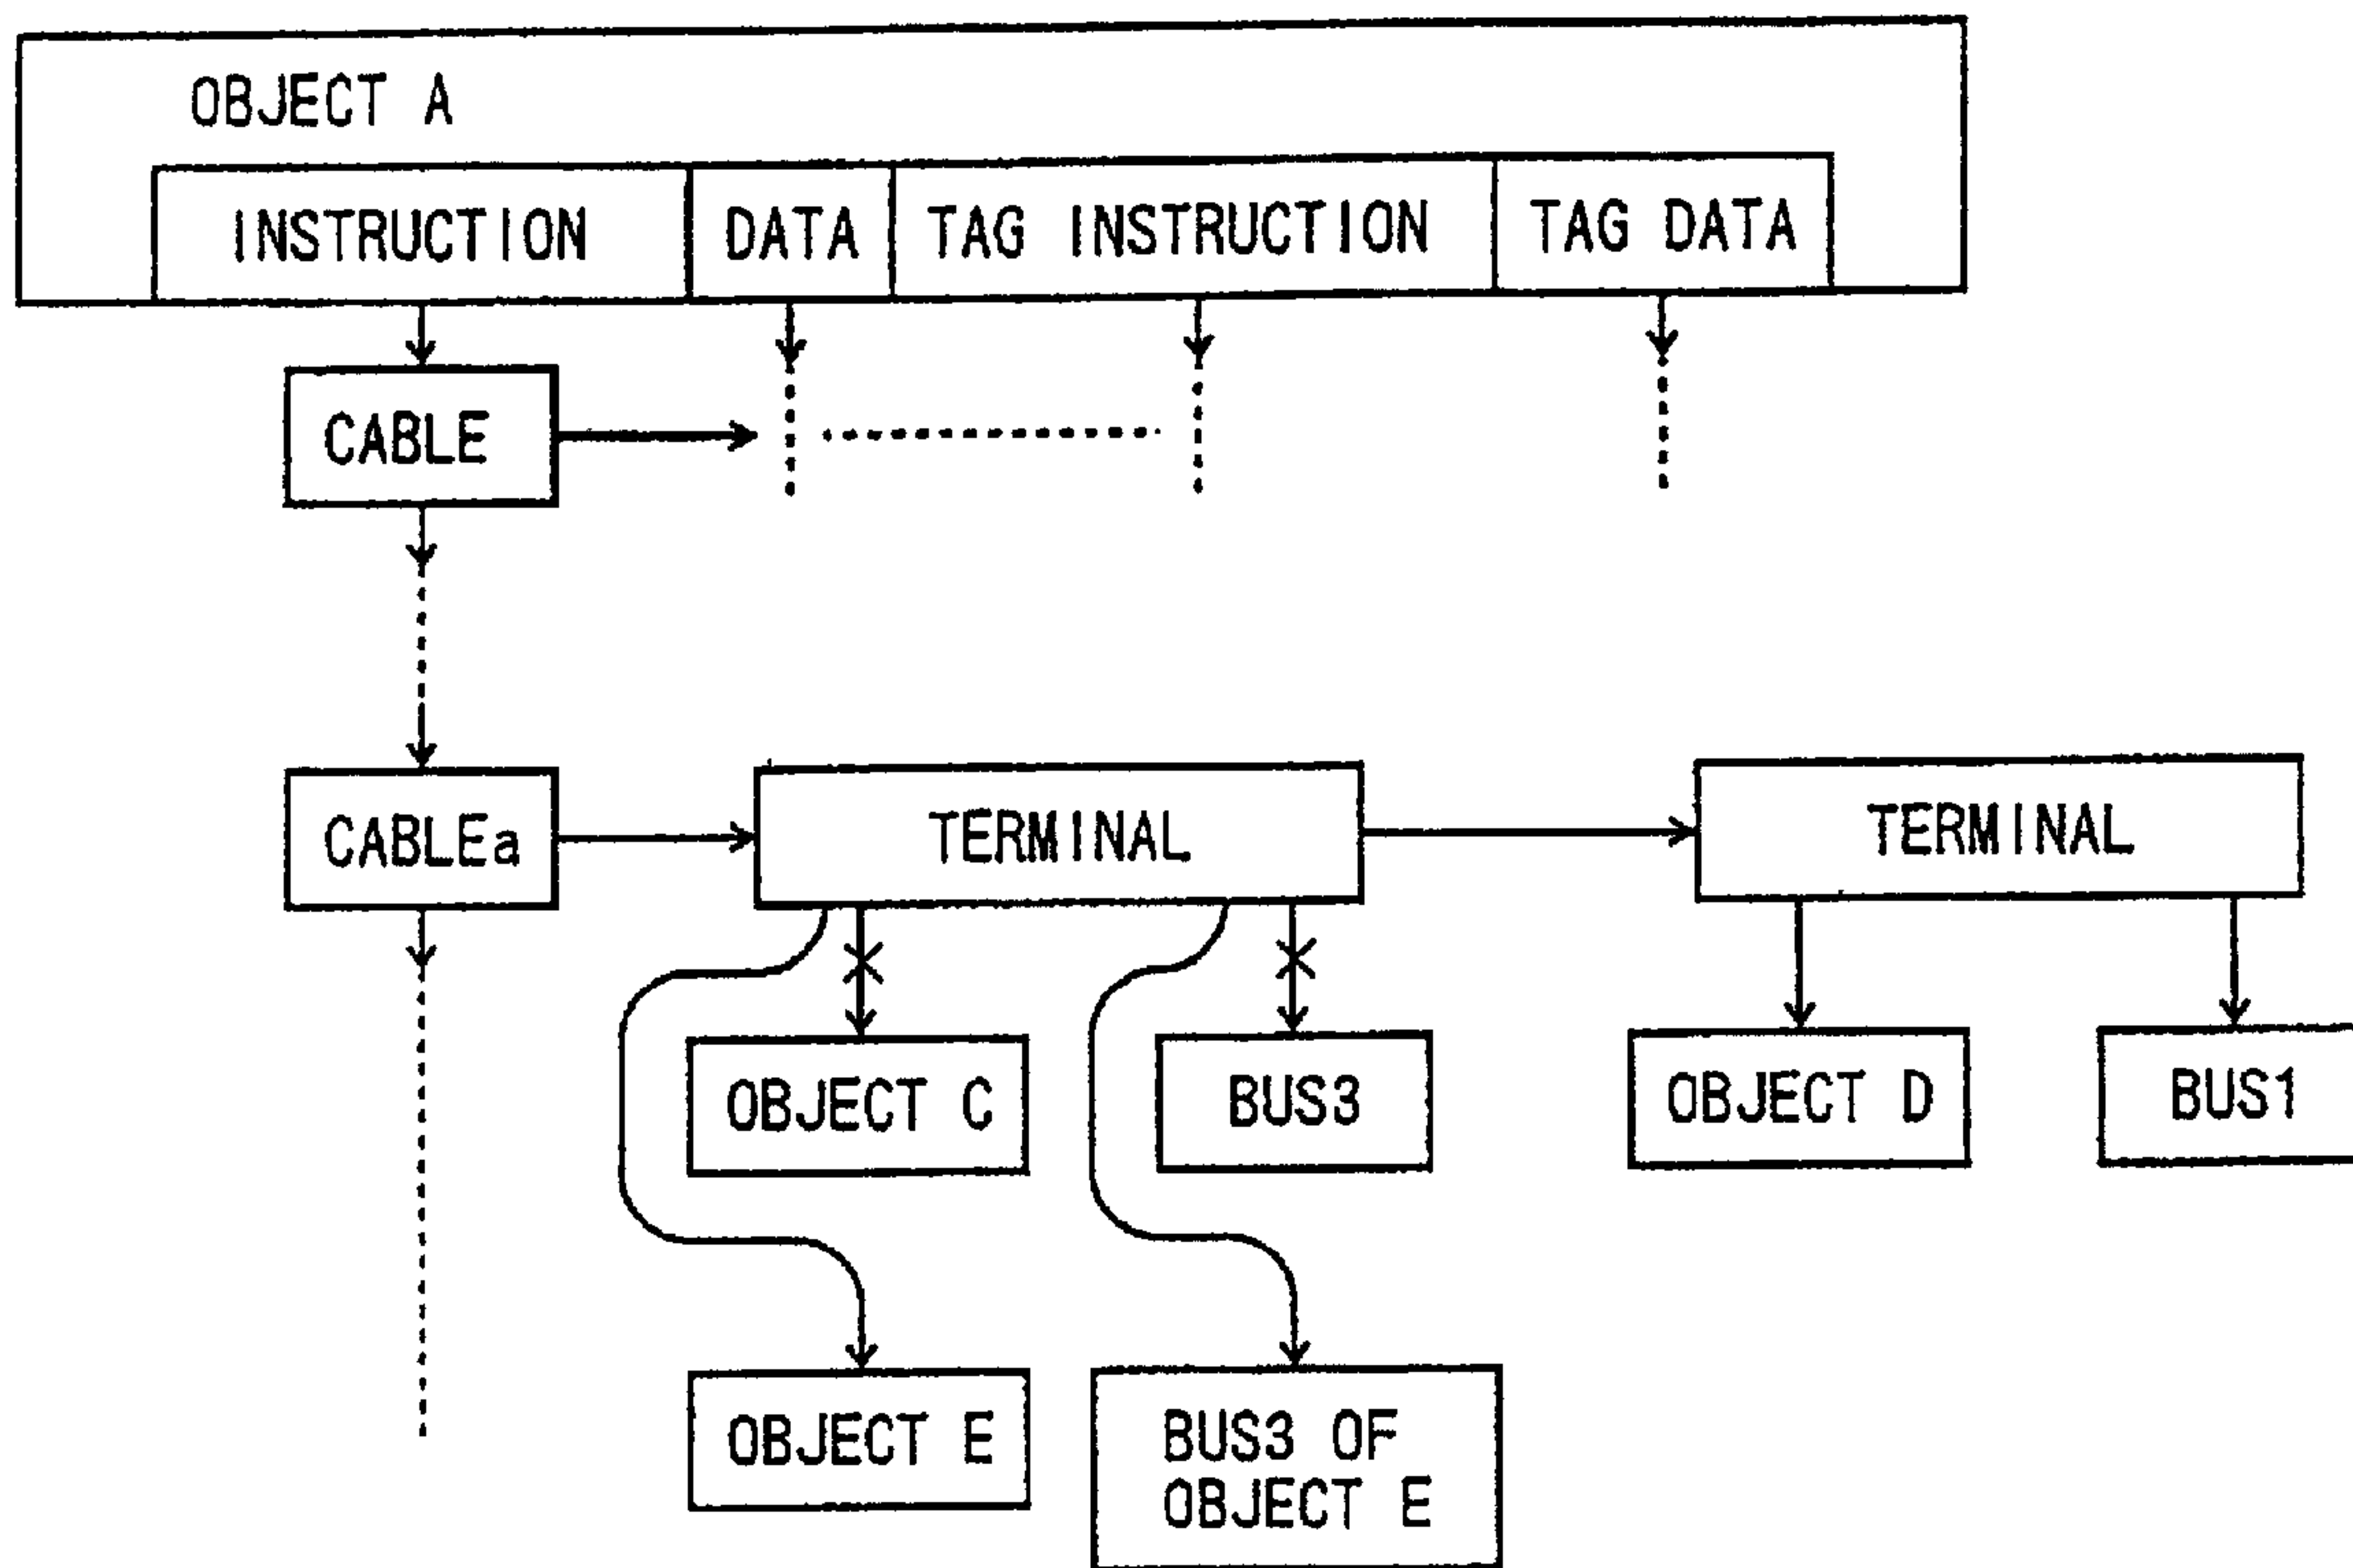 OBJECT A
INSTRUCTION
DATA
TAG INSTRUCTION
TAG DATA
CABLE
CABLEa
TERMINAL
TERMINAL
OBJECT C
BUS3
OBJECT D
BUS1
OBJECT E
BUS3 OF
OBJECT E